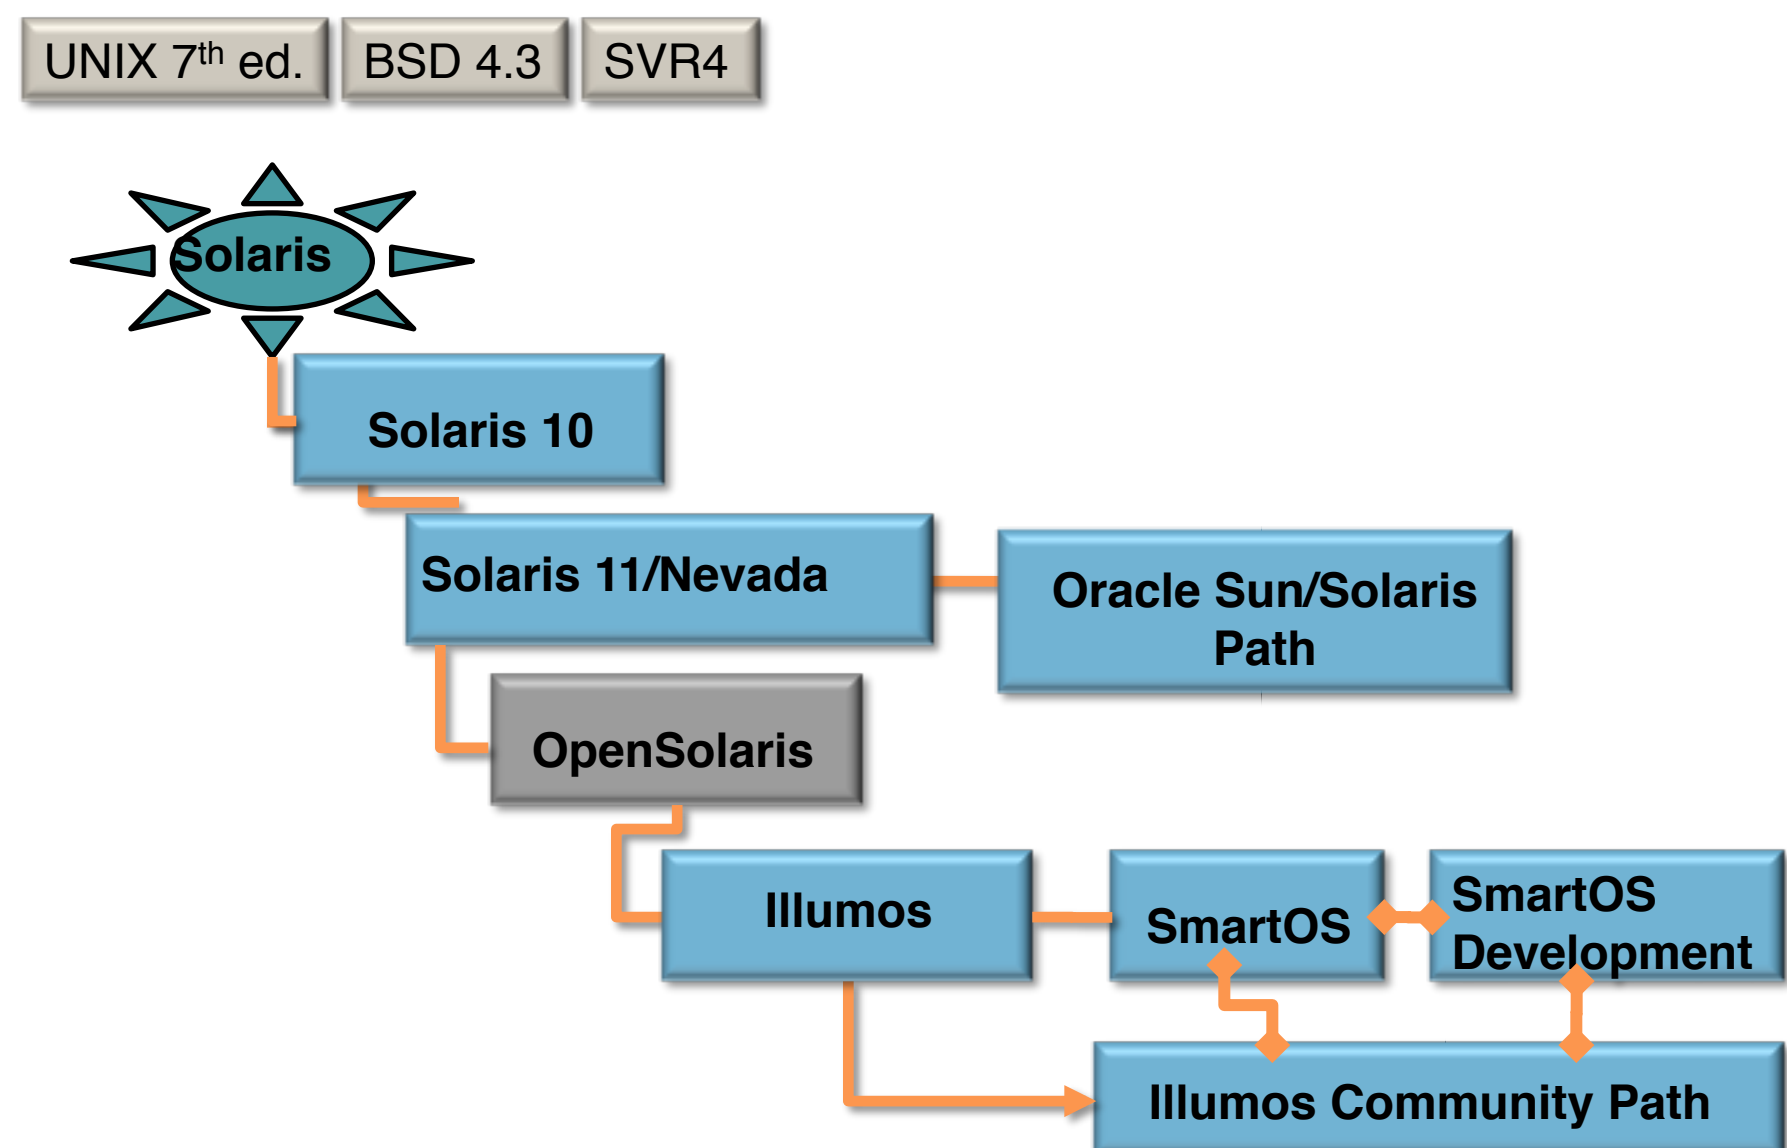 UNIX 7th ed.
BSD 4.3
SVR4
Solaris
Solaris 10
Solaris 11/Nevada
Oracle Sun/Solaris
Path
OpenSolaris
Illumos
SmartOS
SmartOS
Development
Illumos Community Path